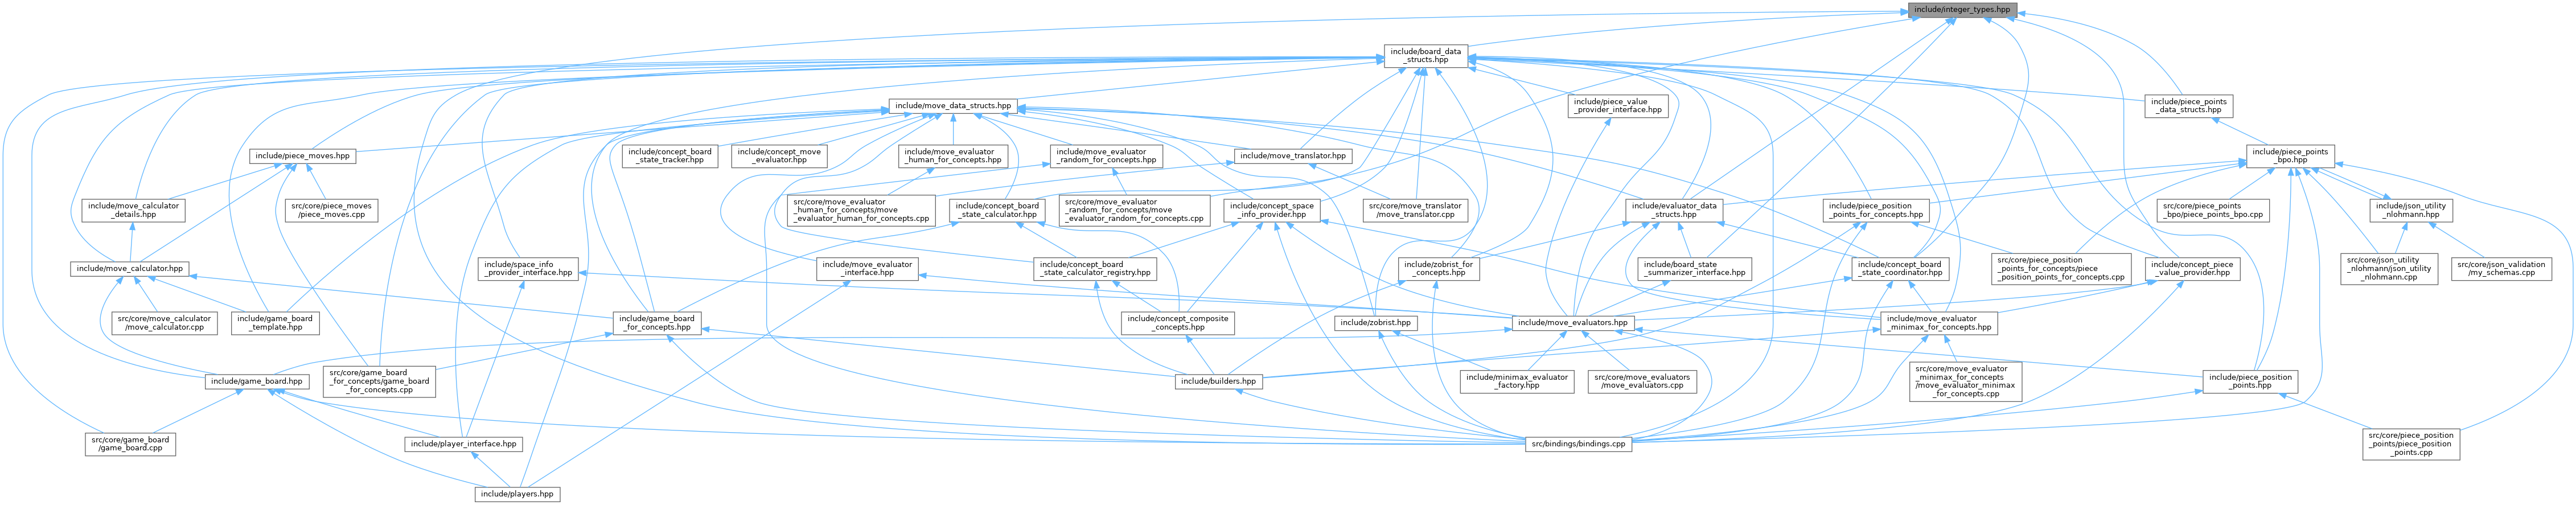 include/integer_types.hpp
include/board_data
_structs.hpp
include/move_data_structs.hpp
include/piece_value
_provider_interface.hpp
include/piece_points
_data_structs.hpp
include/piece_moves.hpp
include/concept_board
_state_tracker.hpp
include/concept_move
_evaluator.hpp
include/move_evaluator
_human_for_concepts.hpp
include/move_evaluator
_random_for_concepts.hpp
include/move_translator.hpp
include/piece_points
_bpo.hpp
include/move_calculator
_details.hpp
src/core/piece_moves
/piece_moves.cpp
src/core/move_evaluator
_human_for_concepts/move
_evaluator_human_for_concepts.cpp
include/concept_board
_state_calculator.hpp
src/core/move_evaluator
_random_for_concepts/move
_evaluator_random_for_concepts.cpp
include/concept_space
_info_provider.hpp
src/core/move_translator
/move_translator.cpp
include/evaluator_data
_structs.hpp
include/piece_position
_points_for_concepts.hpp
src/core/piece_points
_bpo/piece_points_bpo.cpp
include/json_utility
_nlohmann.hpp
include/move_calculator.hpp
include/space_info
_provider_interface.hpp
include/move_evaluator
_interface.hpp
include/concept_board
_state_calculator_registry.hpp
include/zobrist_for
_concepts.hpp
include/board_state
_summarizer_interface.hpp
include/concept_board
_state_coordinator.hpp
src/core/piece_position
_points_for_concepts/piece
_position_points_for_concepts.cpp
include/concept_piece
_value_provider.hpp
src/core/json_utility
_nlohmann/json_utility
_nlohmann.cpp
src/core/json_validation
/my_schemas.cpp
src/core/move_calculator
/move_calculator.cpp
include/game_board
_template.hpp
include/game_board
_for_concepts.hpp
include/concept_composite
_concepts.hpp
include/zobrist.hpp
include/move_evaluators.hpp
include/move_evaluator
_minimax_for_concepts.hpp
include/game_board.hpp
src/core/game_board
_for_concepts/game_board
_for_concepts.cpp
include/builders.hpp
include/minimax_evaluator
_factory.hpp
src/core/move_evaluators
/move_evaluators.cpp
src/core/move_evaluator
_minimax_for_concepts
/move_evaluator_minimax
_for_concepts.cpp
include/piece_position
_points.hpp
src/core/game_board
/game_board.cpp
include/player_interface.hpp
src/bindings/bindings.cpp
src/core/piece_position
_points/piece_position
_points.cpp
include/players.hpp